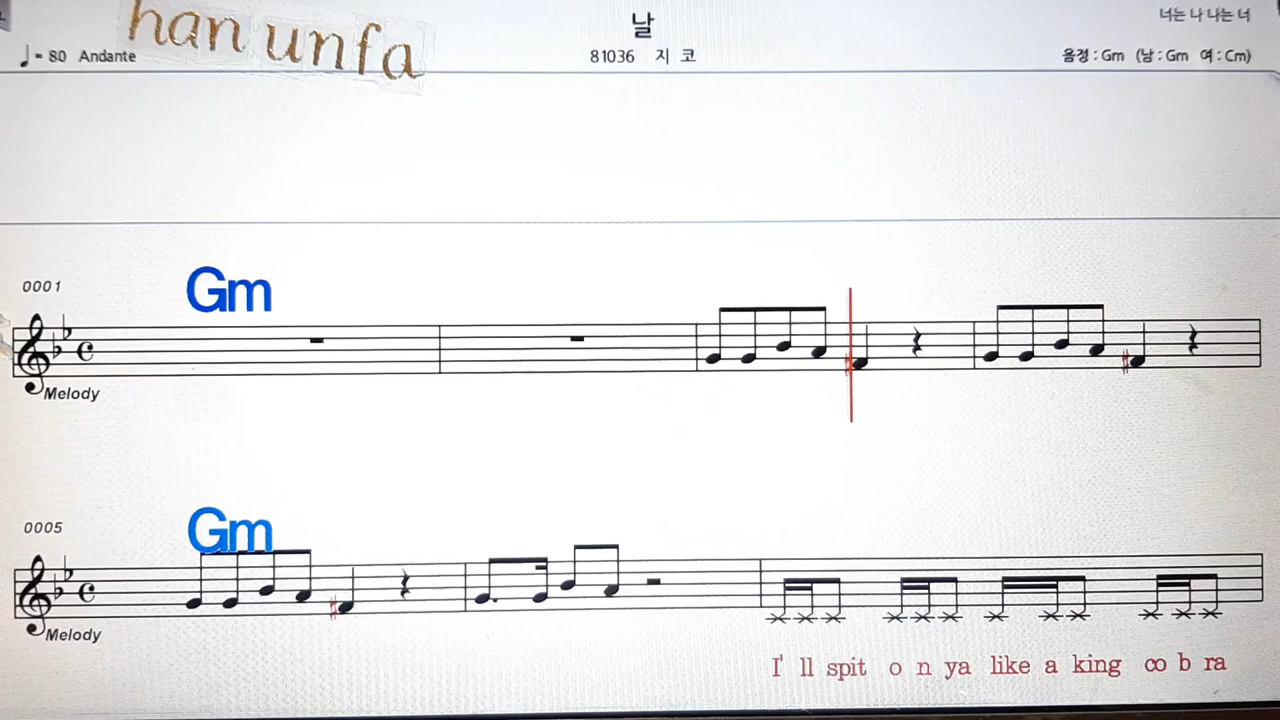 han unfa
날
너는 나 나는 너
♩= 80 Andante
81036 지 코
음정 : Gm (남 : Gm 여 : Cm)
0001
Gm
Melody
0005
Gm
Melody
I' ll spit o n ya like a king co b ra